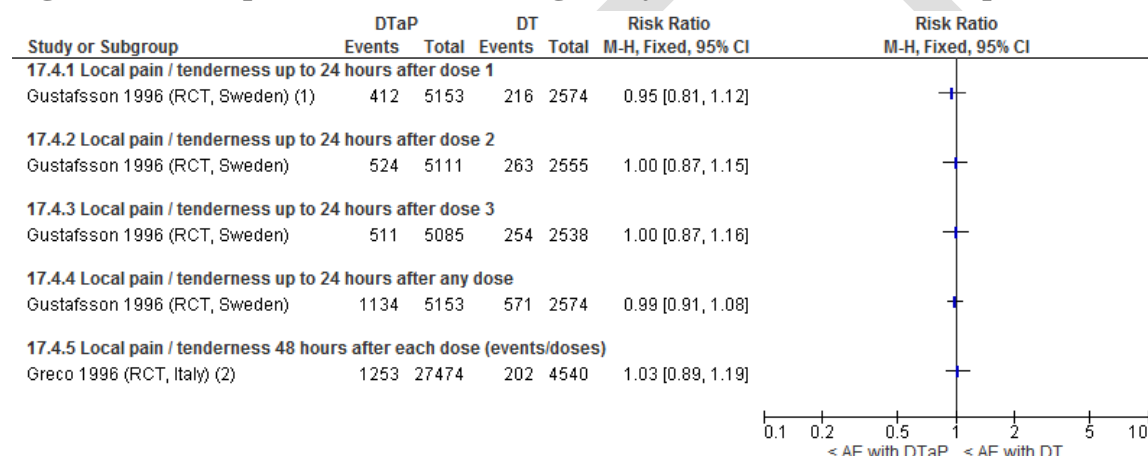 DTaP DT Risk Ratio Risk Ratio
Study or Subgroup Events Total Events Total M-H, Fixed, 95% CI M-H, Fixed, 95% CI
17.4.1 Local pain / tenderness up to 24 hours after dose 1
Gustafsson 1996 (RCT, Sweden) (1) 412 5153 216 2574 0.95 [0.81, 1.12]
17.4.2 Local pain / tenderness up to 24 hours after dose 2
Gustafsson 1996 (RCT, Sweden) 524 5111 263 2555 1.00 [0.87, 1.15]
17.4.3 Local pain / tenderness up to 24 hours after dose 3
Gustafsson 1996 (RCT, Sweden) 511 5085 254 2538 1.00 [0.87, 1.16]
17.4.4 Local pain / tenderness up to 24 hours after any dose
Gustafsson 1996 (RCT, Sweden) 1134 5153 571 2574 0.99 [0.91, 1.08]
17.4.5 Local pain / tenderness 48 hours after each dose (events/doses)
Greco 1996 (RCT, Italy) (2) 1253 27474 202 4540 1.03 [0.89, 1.19]
0.1 0.2 0.5 1 2 5 10
< AE with DTaP < AE with DT